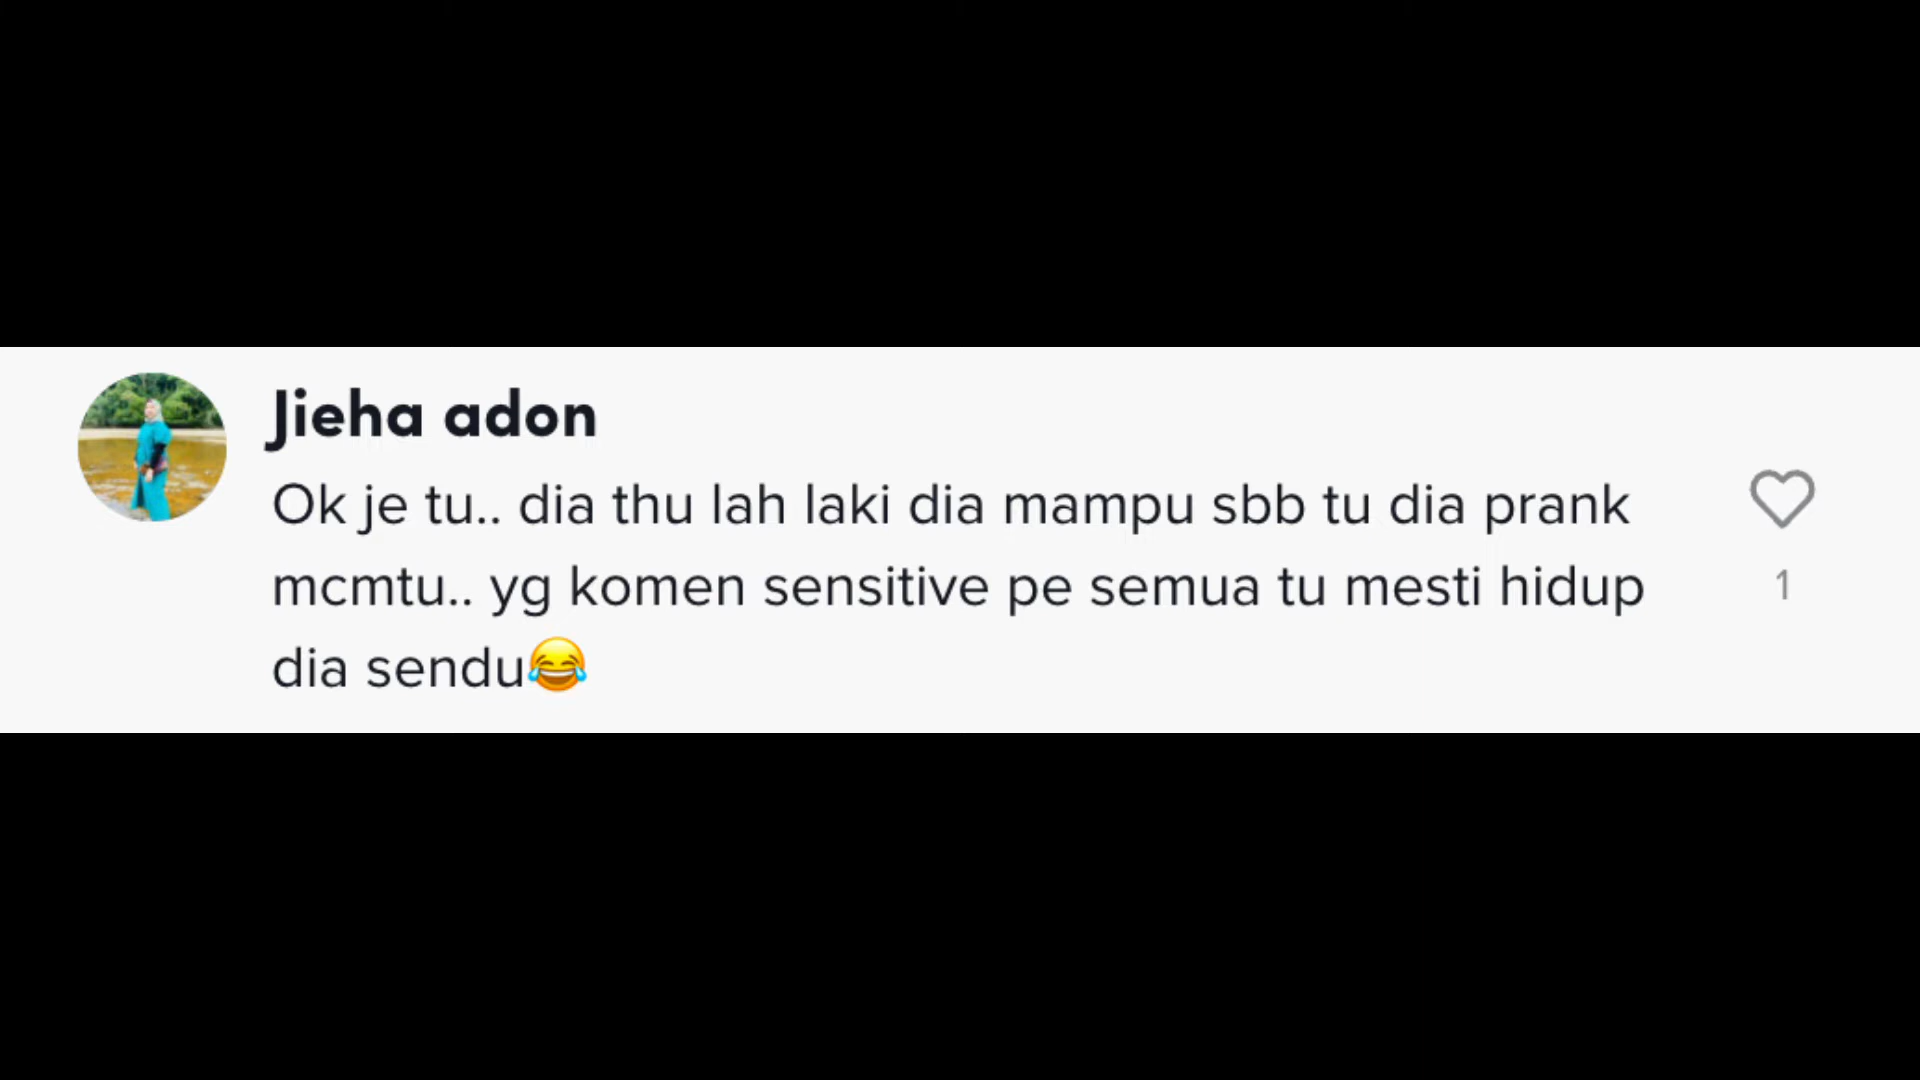 Jieha adon
Ok je tu.. dia thu lah laki dia mampu sbb tu dia prank
mcmtu.. yg komen sensitive pe semua tu mesti hidup
dia sendu😂
1